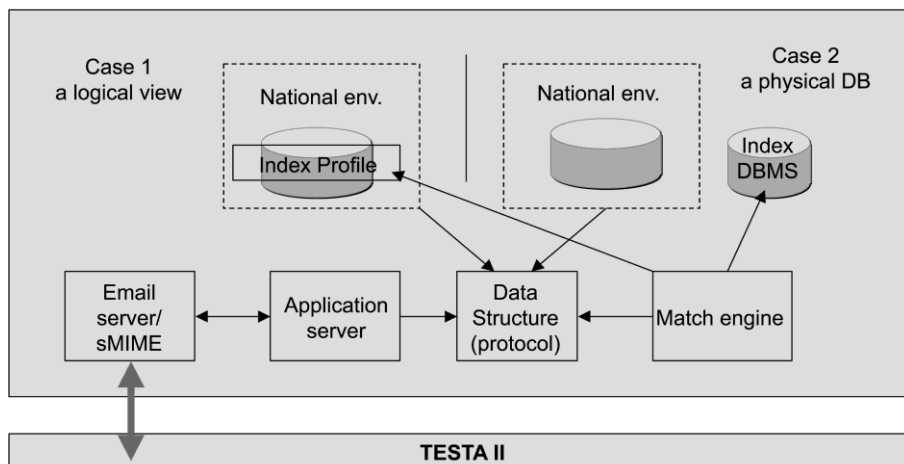 Case 1
a logical view
National env.
Index Profile
National env.
Case 2
a physical DB
Index
DBMS
Email
server/
sMIME
Application
server
Data
Structure
(protocol)
Match engine
TESTA II